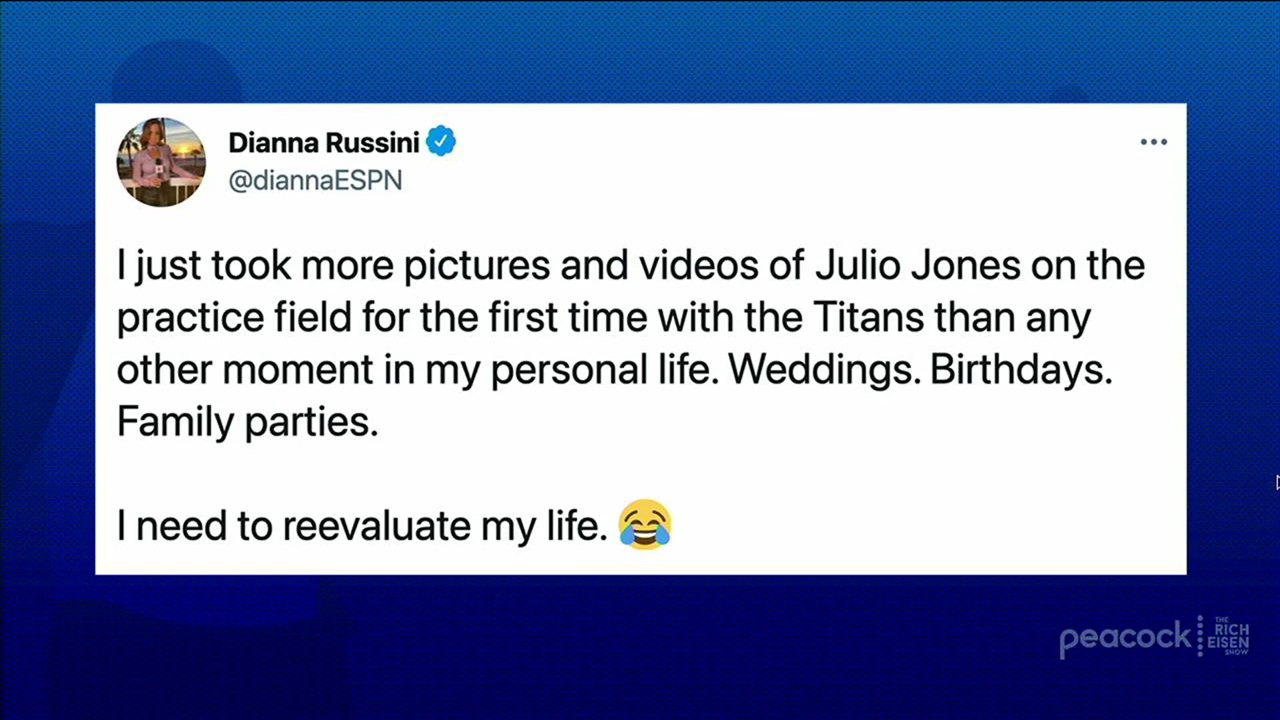 Dianna Russini
@diannaESPN
I just took more pictures and videos of Julio Jones on the
practice field for the first time with the Titans than any
other moment in my personal life. Weddings. Birthdays.
Family parties.
I need to reevaluate my life. 😂
peacock
THE
RICH
EISEN
SHOW